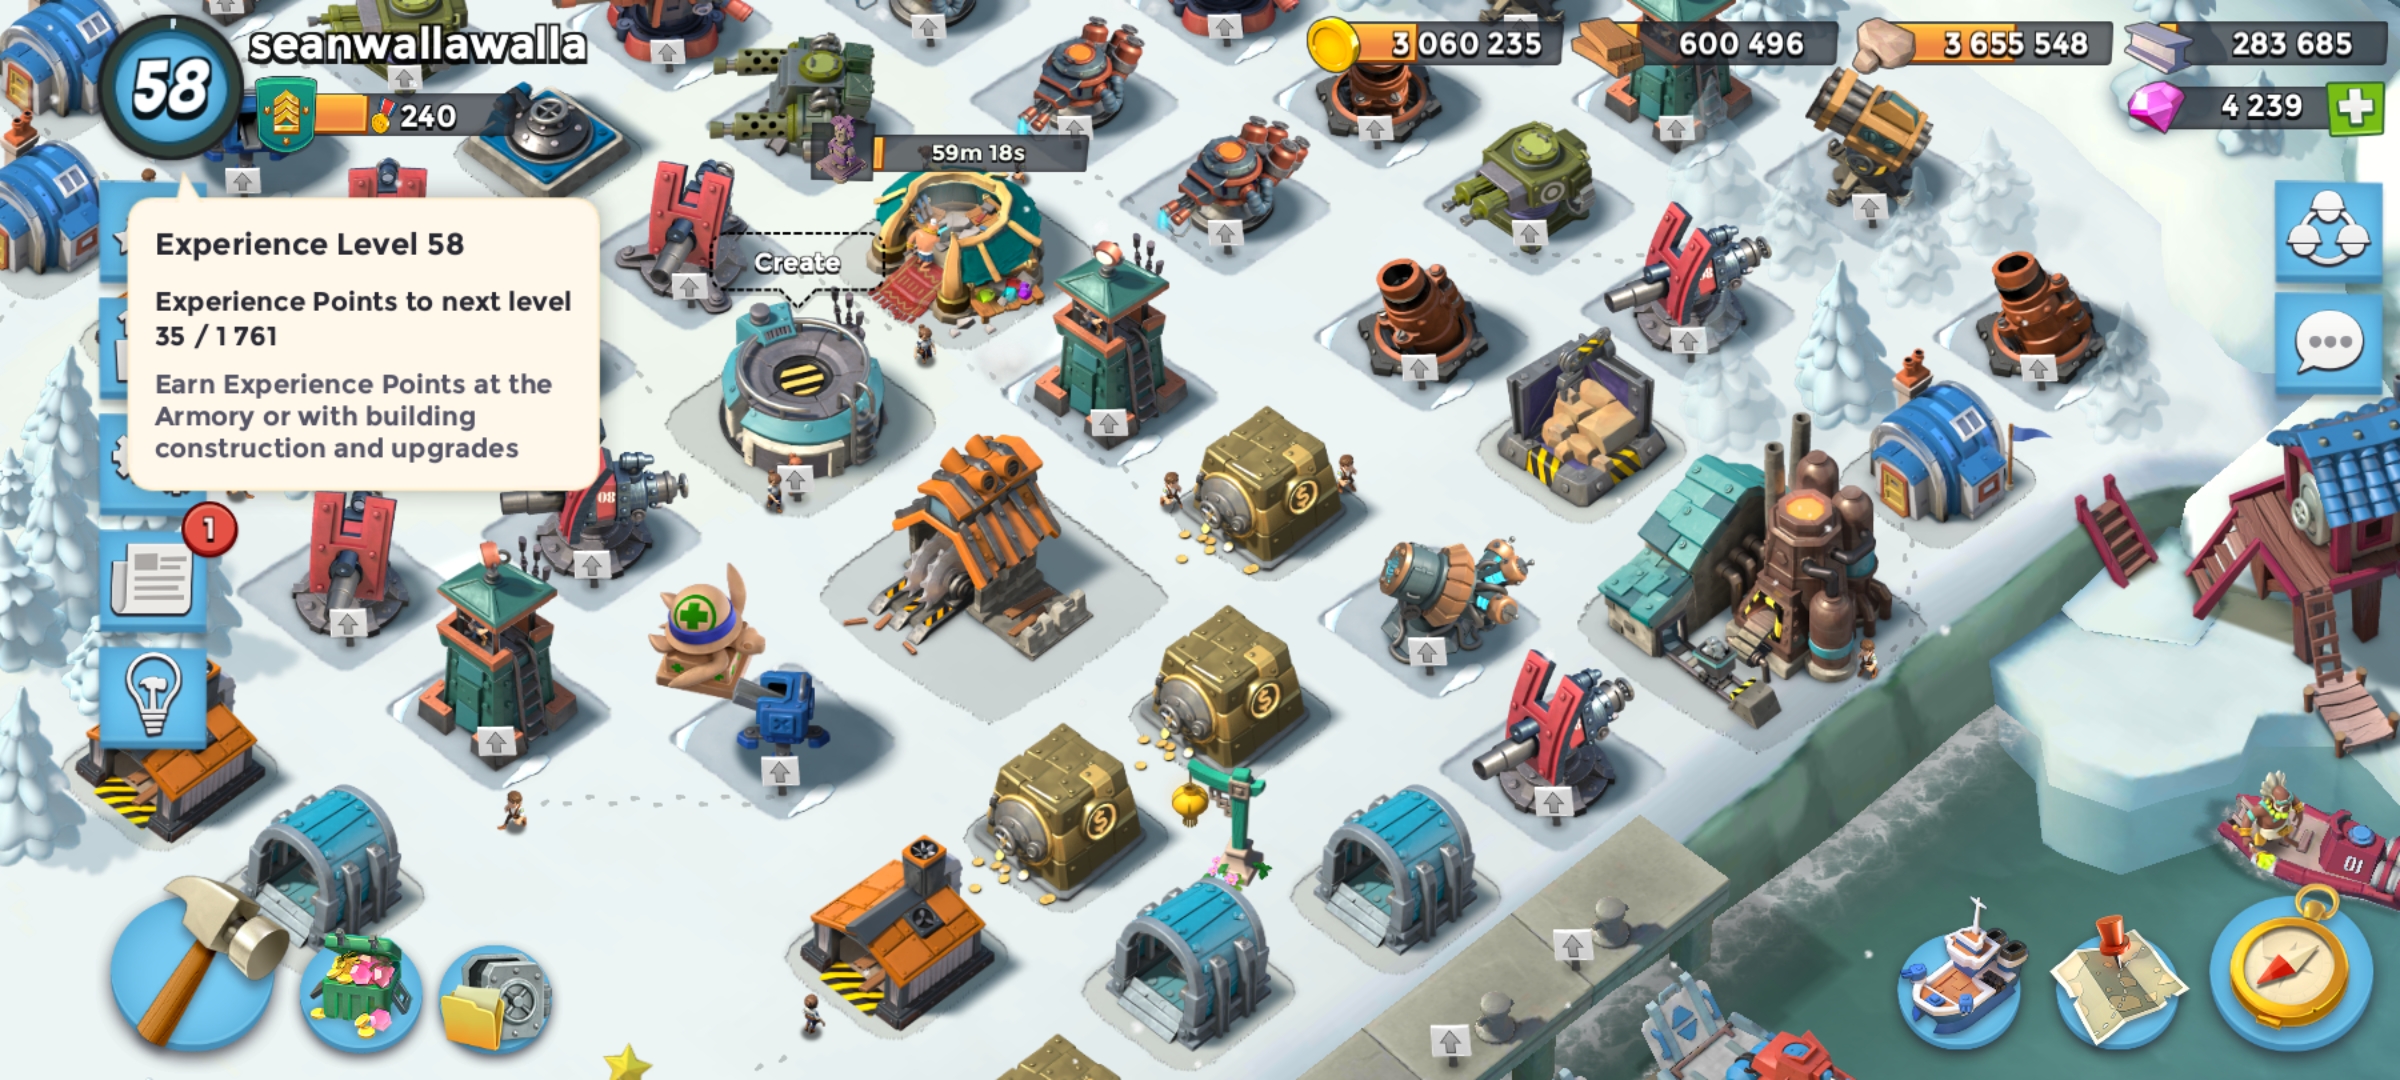 58
seanwallawalla
240
3 060 235
600 496
3 655 548
283 685
4 239
59m 18s
Experience Level 58
Experience Points to next level
35 / 1 761
Earn Experience Points at the
Armory or with building
construction and upgrades
Create
08
08
1
01